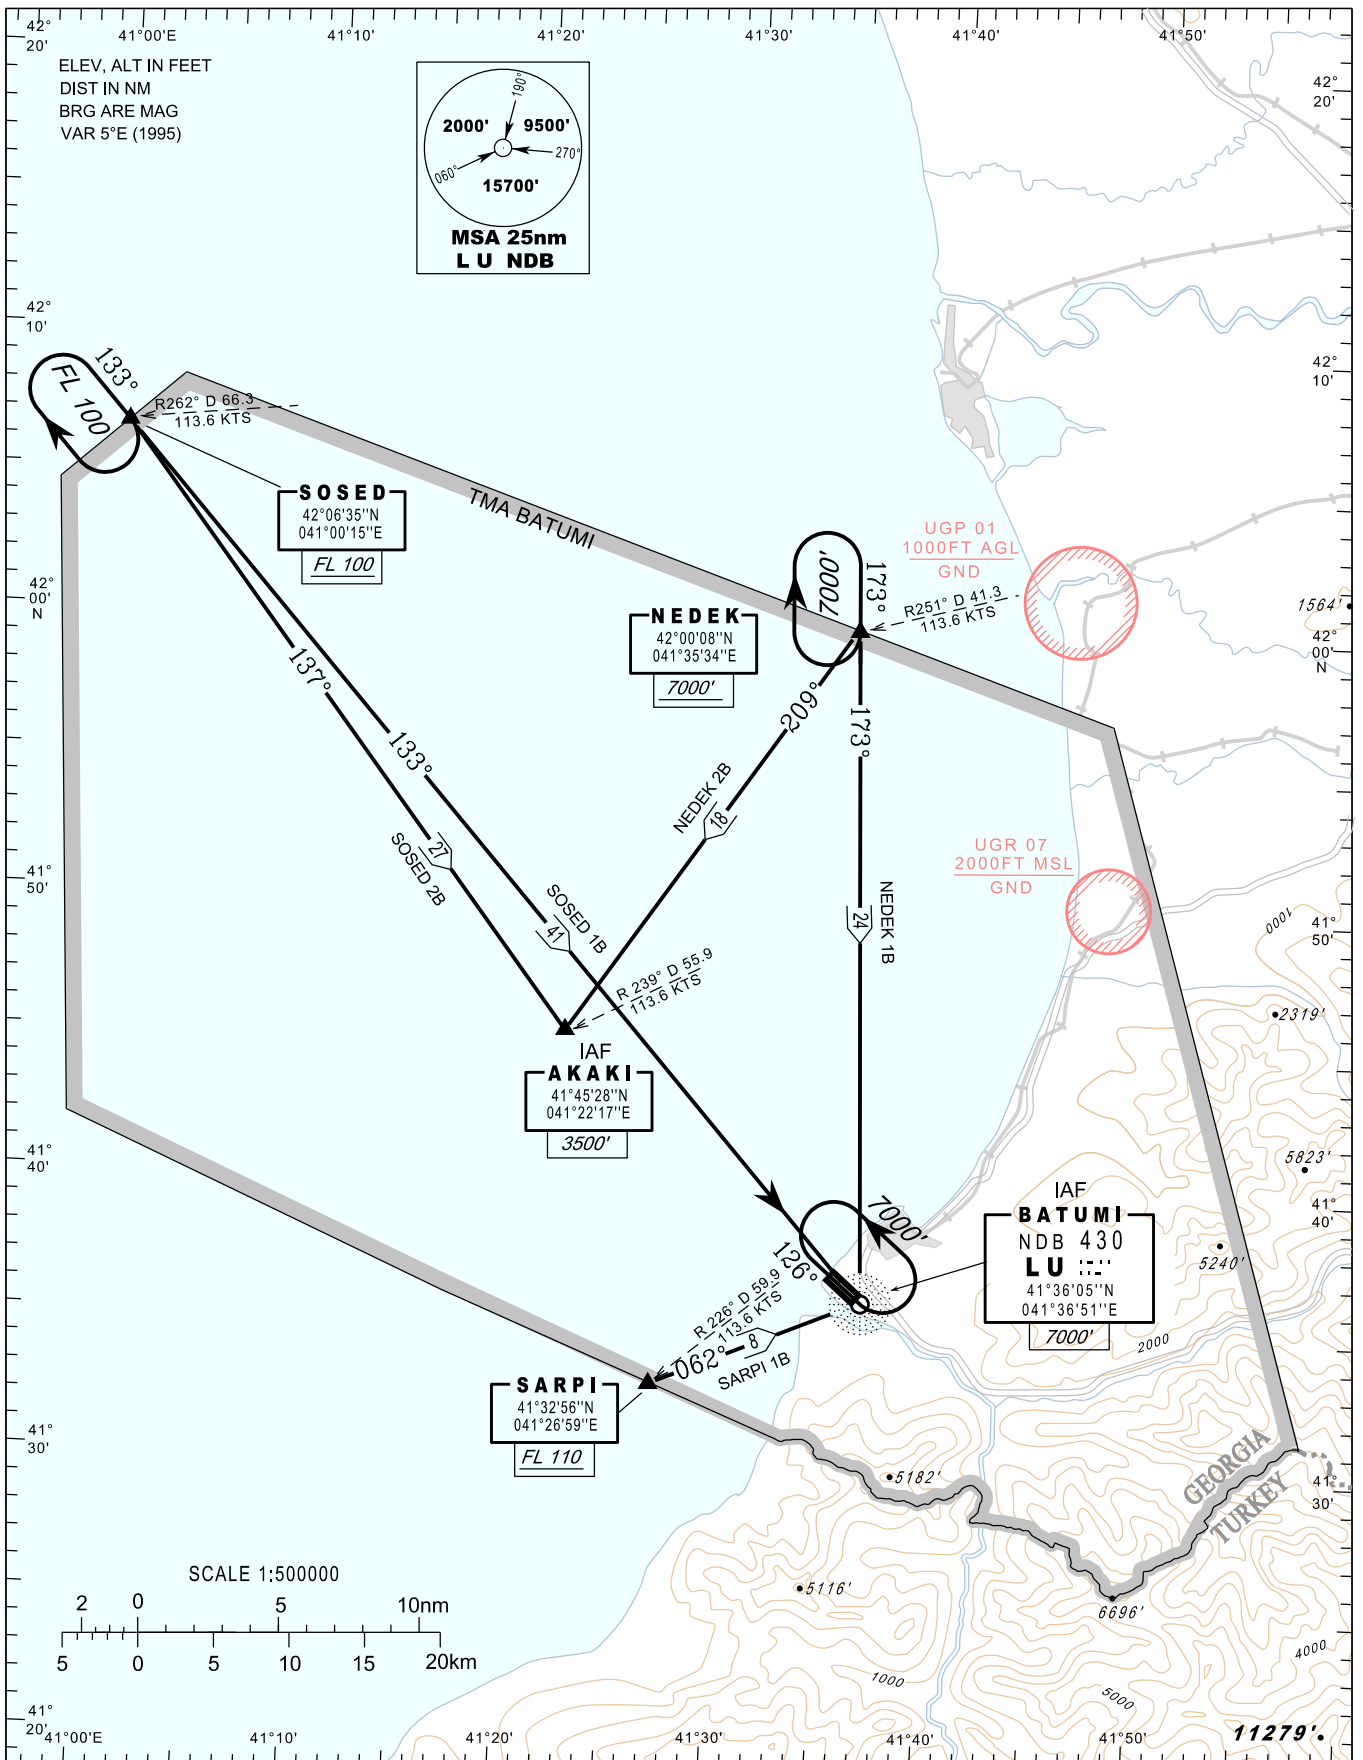 42°
20'
41°00'E
41°10'
41°20'
41°30'
41°40'
41°50'
ELEV, ALT IN FEET
DIST IN NM
BRG ARE MAG
VAR 5°E (1995)
190°
2000'
9500'
270°
060°
15700'
MSA 25nm
L U NDB
42°
20'
42°
10'
42°
10'
133°
FL 100
R262° D 66.3
113.6 KTS
SOSED
42°06'35''N
041°00'15''E
FL 100
TMA BATUMI
UGP 01
1000FT AGL
GND
7000'
173°
R251° D 41.3
113.6 KTS
NEDEK
42°00'08''N
041°35'34''E
7000'
42°
00'
N
1564'
42°
00'
N
137°
133°
209°
173°
NEDEK 2B
18
27
SOSED 2B
SOSED 1B
41
NEDEK 1B
24
UGR 07
2000FT MSL
GND
41°
50'
1000
41°
50'
R 239° D 55.9
113.6 KTS
2319'
IAF
AKAKI
41°45'28''N
041°22'17''E
3500'
41°
40'
5823'
41°
40'
IAF
BATUMI
NDB 430
LU
41°36'05''N
041°36'51''E
7000'
5240'
2000
7000'
126°
R 226° D 59.9
113.6 KTS
062°
8
SARPI 1B
SARPI
41°32'56''N
041°26'59''E
FL 110
41°
30'
5182'
GEORGIA
TURKEY
41°
30'
5116'
6696'
SCALE 1:500000
2
0
5
10nm
5
0
5
10
15
20km
1000
5000
4000
41°
20'
41°00'E
41°10'
41°20'
41°30'
41°40'
41°50'
11279'